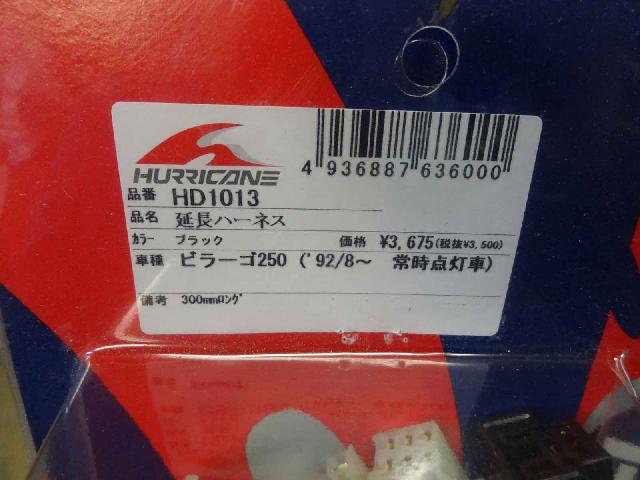 HURRICANE
4 936887 636000
品番 HD1013
品名 延長ハーネス
カラー ブラック 価格 ¥3,675(税抜¥3,500)
車種 ビラーゴ250 ('92/8～ 常時点灯車)
備考 300mmロング